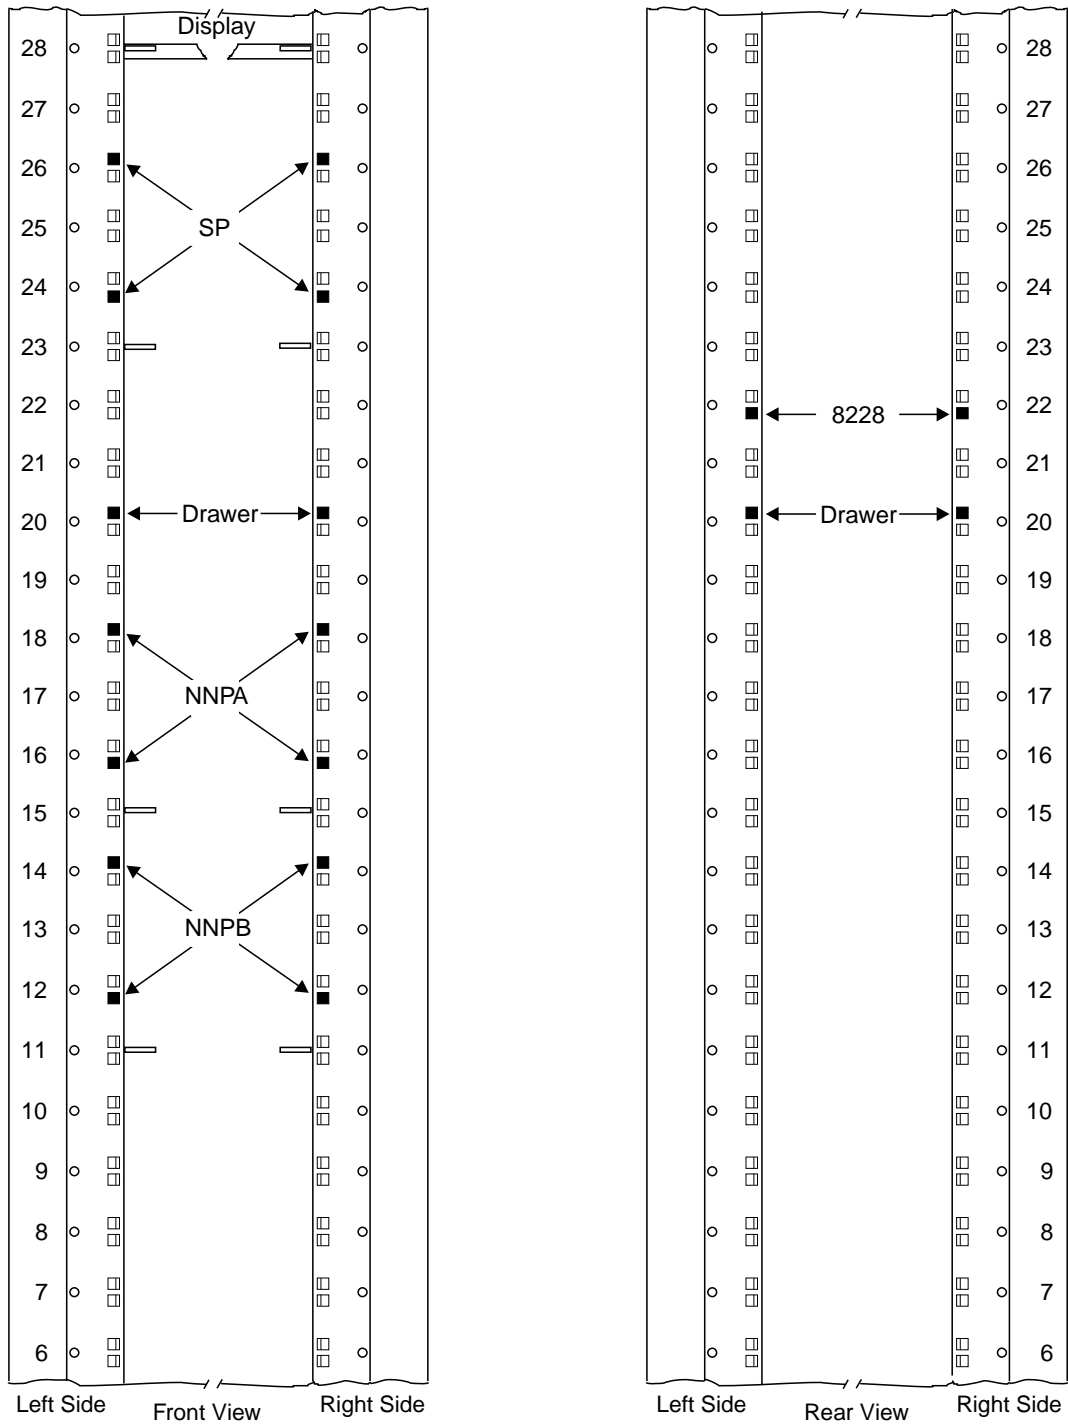 Display
28 28
27 27
26 26
SP
25 25
24 24
23 23
22 8228 22
21 21
20 Drawer Drawer 20
19 19
18 18
17 NNPA 17
16 16
15 15
14 14
13 NNPB 13
12 12
11 11
10 10
9 9
8 8
7 7
6 6
Left Side Front View Right Side Left Side Rear View Right Side